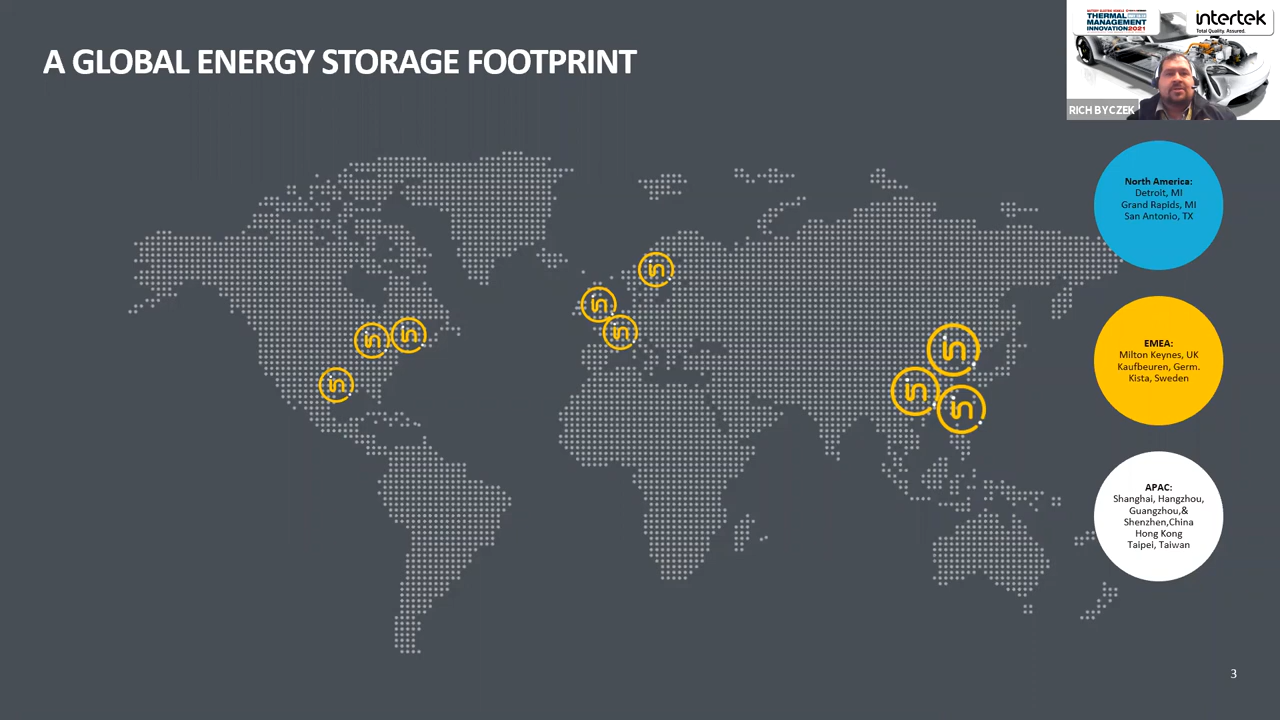 A GLOBAL ENERGY STORAGE FOOTPRINT
THERMAL
MANAGEMENT
INNOVATION2021
intertek
Total Quality. Assured.
RICH BYCZEK
North America:
Detroit, MI
Grand Rapids, MI
San Antonio, TX
EMEA:
Milton Keynes, UK
Kaufbeuren, Germ.
Kista, Sweden
APAC:
Shanghai, Hangzhou,
Guangzhou,&
Shenzhen,China
Hong Kong
Taipei, Taiwan
3